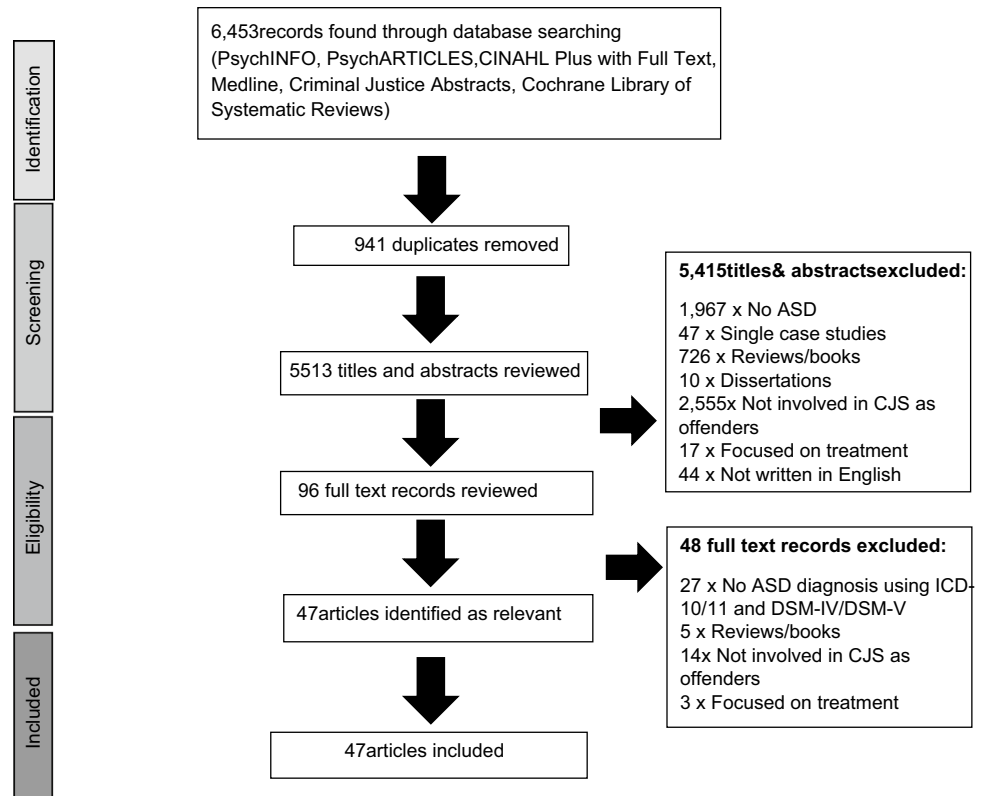 6,453records found through database searching
(PsychINFO, PsychARTICLES,CINAHL Plus with Full Text,
Medline, Criminal Justice Abstracts, Cochrane Library of
Systematic Reviews)
Identification
941 duplicates removed
Screening
5513 titles and abstracts reviewed
5,415titles& abstractsexcluded:
1,967 x No ASD
47 x Single case studies
726 x Reviews/books
10 x Dissertations
2,555x Not involved in CJS as
offenders
17 x Focused on treatment
44 x Not written in English
Eligibility
96 full text records reviewed
48 full text records excluded:
27 x No ASD diagnosis using ICD-
10/11 and DSM-IV/DSM-V
5 x Reviews/books
14x Not involved in CJS as
offenders
3 x Focused on treatment
47articles identified as relevant
Included
47articles included